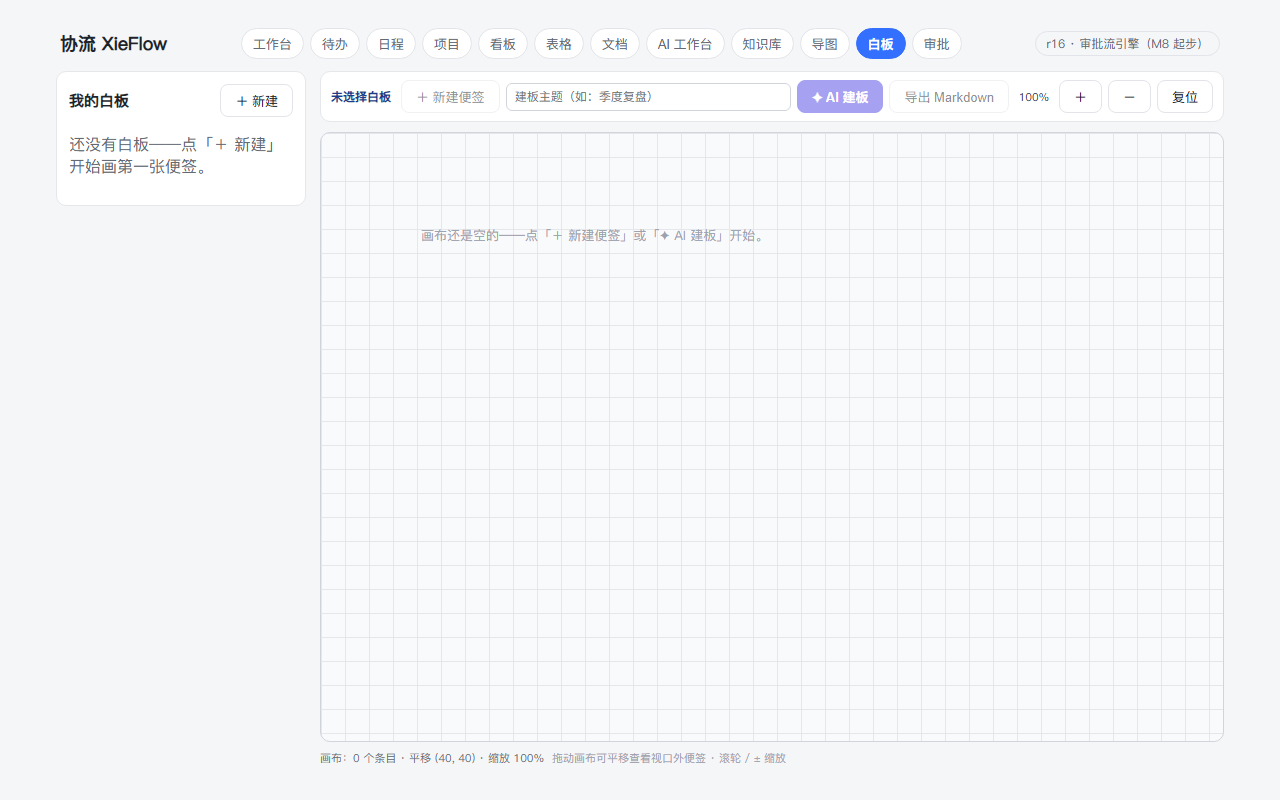 协流 XieFlow
工作台
待办
日程
项目
看板
表格
文档
AI 工作台
知识库
导图
白板
审批
r16 · 审批流引擎（M8 起步）
我的白板
＋ 新建
还没有白板——点「＋ 新建」
开始画第一张便签。
未选择白板
＋ 新建便签
建板主题（如：季度复盘）
✦ AI 建板
导出 Markdown
100%
＋
－
复位
画布还是空的——点「＋ 新建便签」或「✦ AI 建板」开始。
画布：0 个条目 · 平移 (40, 40) · 缩放 100% 拖动画布可平移查看视口外便签 · 滚轮 / ± 缩放